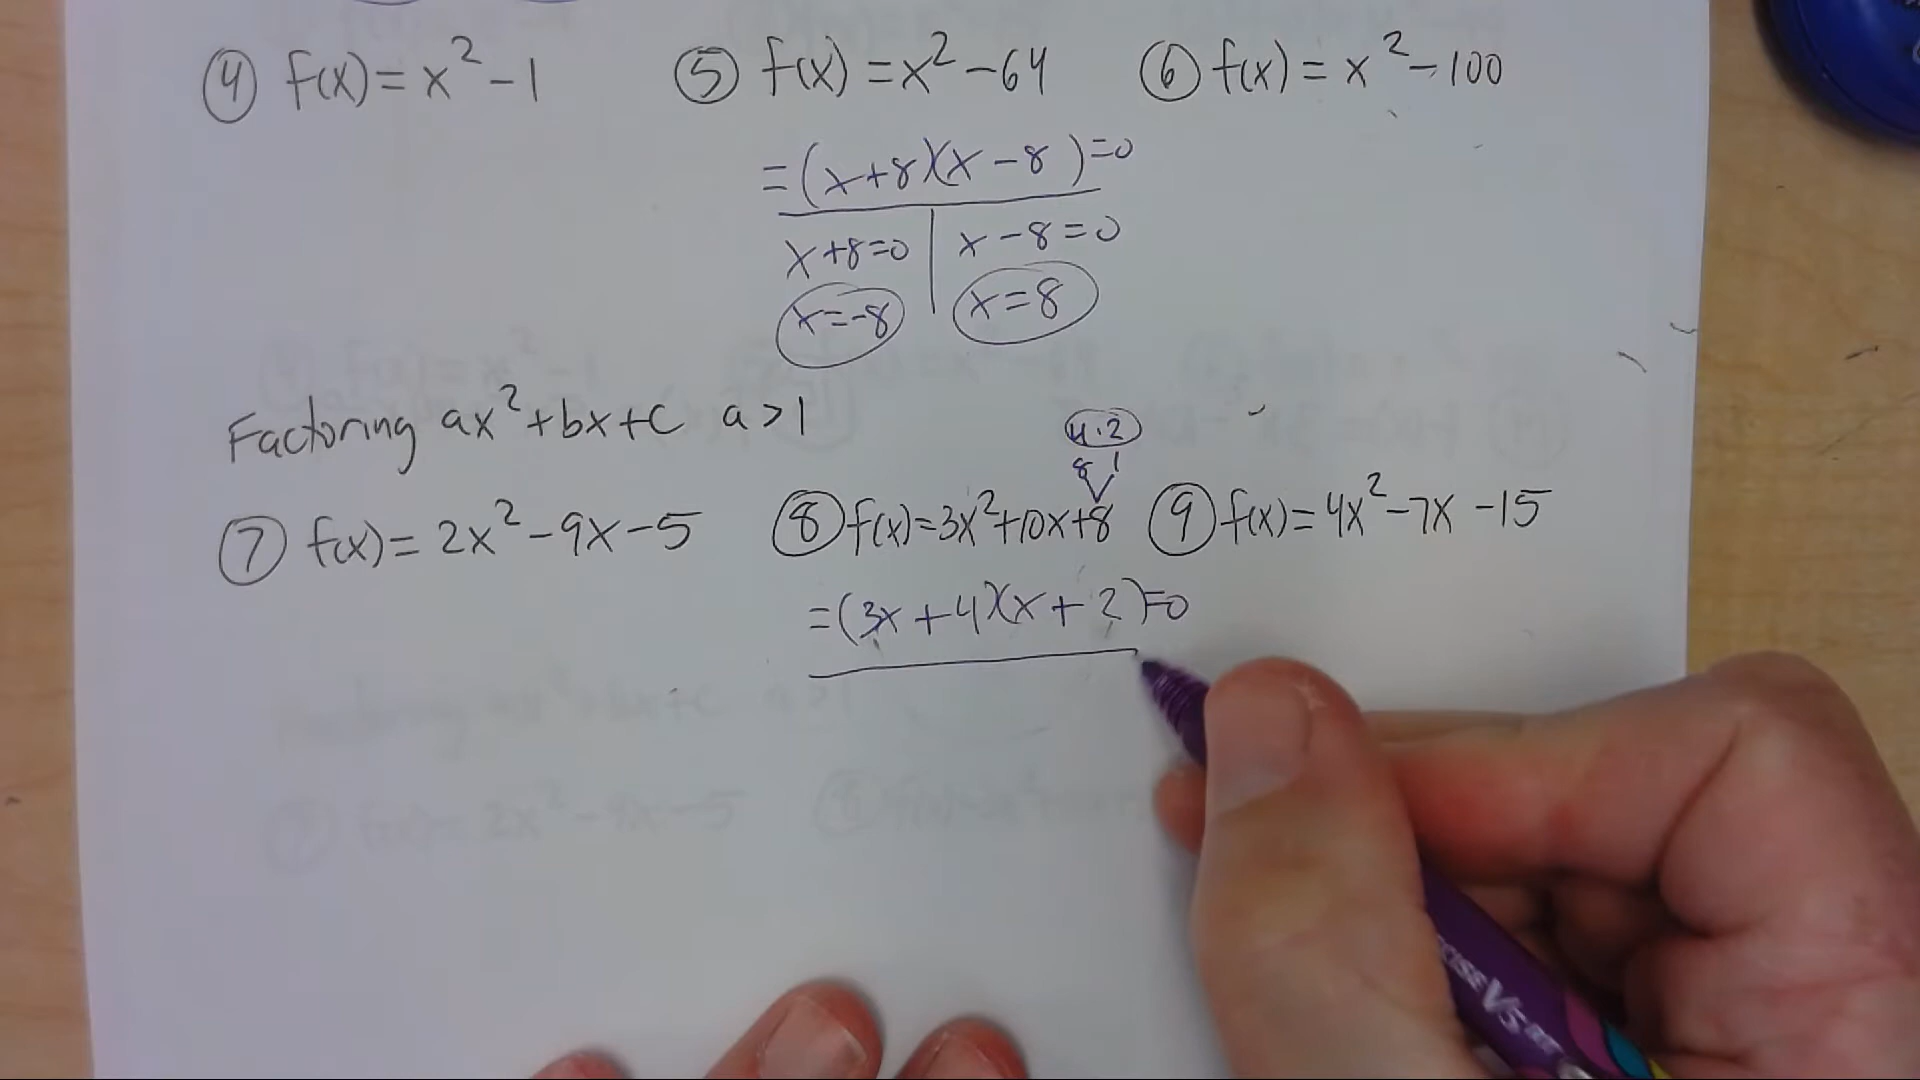 ④ f(x) = x² - 1 ⑤ f(x) = x² - 64 ⑥ f(x) = x² - 100
= (x+8)(x-8) = 0
x+8=0 | x-8=0
x=-8 | x=8
Factoring ax²+bx+c a>1
4·2
8 1
⑦ f(x) = 2x² - 9x - 5 ⑧ f(x)=3x²+10x+8 ⑨ f(x) = 4x² - 7x - 15
= (3x+4)(x+2)=0
V5